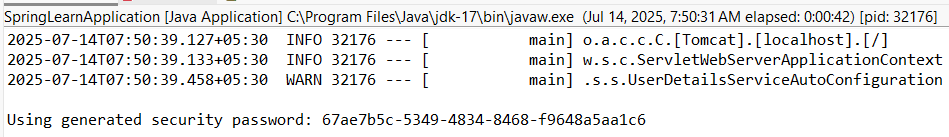 SpringLearnApplication [Java Application] C:\Program Files\Java\jdk-17\bin\javaw.exe (Jul 14, 2025, 7:50:31 AM elapsed: 0:00:42) [pid: 32176]
2025-07-14T07:50:39.127+05:30  INFO 32176 --- [           main] o.a.c.c.C.[Tomcat].[localhost].[/]
2025-07-14T07:50:39.133+05:30  INFO 32176 --- [           main] w.s.c.ServletWebServerApplicationContext
2025-07-14T07:50:39.458+05:30  WARN 32176 --- [           main] .s.s.UserDetailsServiceAutoConfiguration
Using generated security password: 67ae7b5c-5349-4834-8468-f9648a5aa1c6